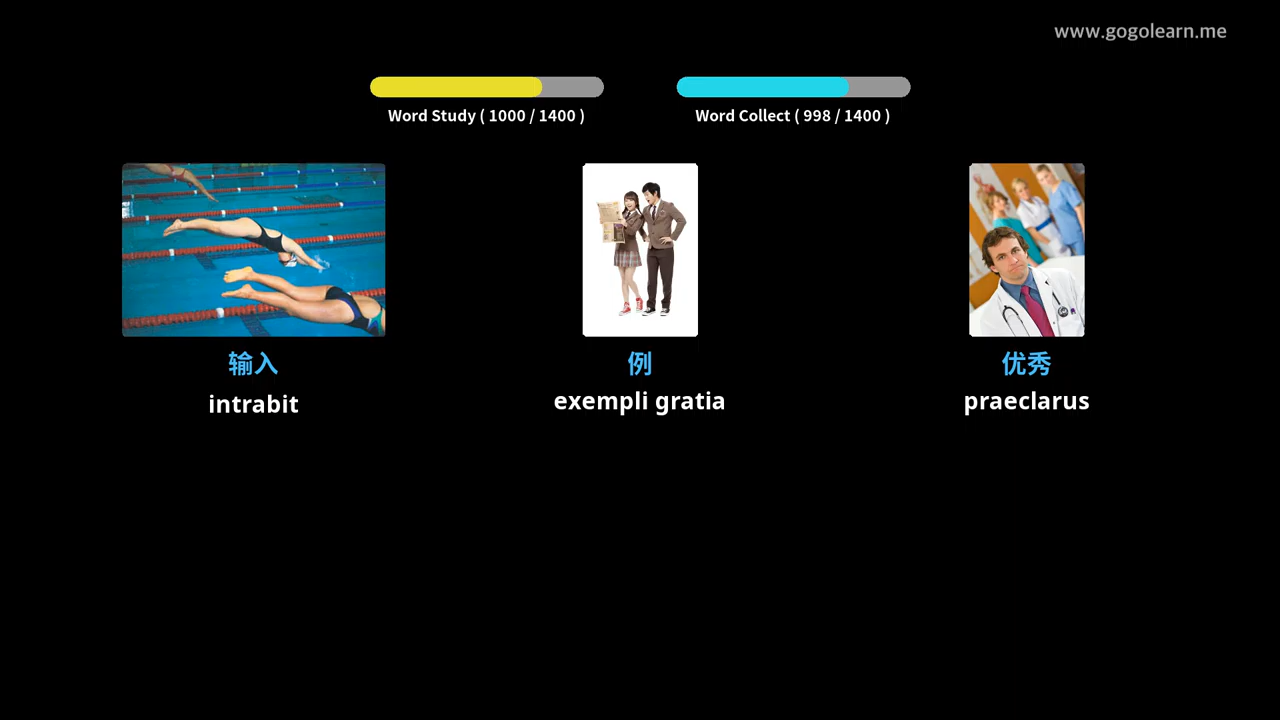 www.gogolearn.me
Word Study ( 1000 / 1400 )
Word Collect ( 998 / 1400 )
输入
例
优秀
intrabit
exempli gratia
praeclarus